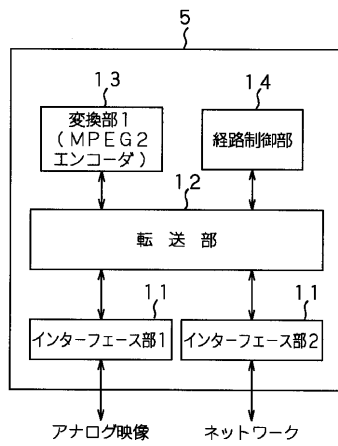 5
13
14
変換部1
(MPEG2
エンコーダ)
経路制御部
12
転送部
11
11
インターフェース部1
インターフェース部2
アナログ映像
ネットワーク